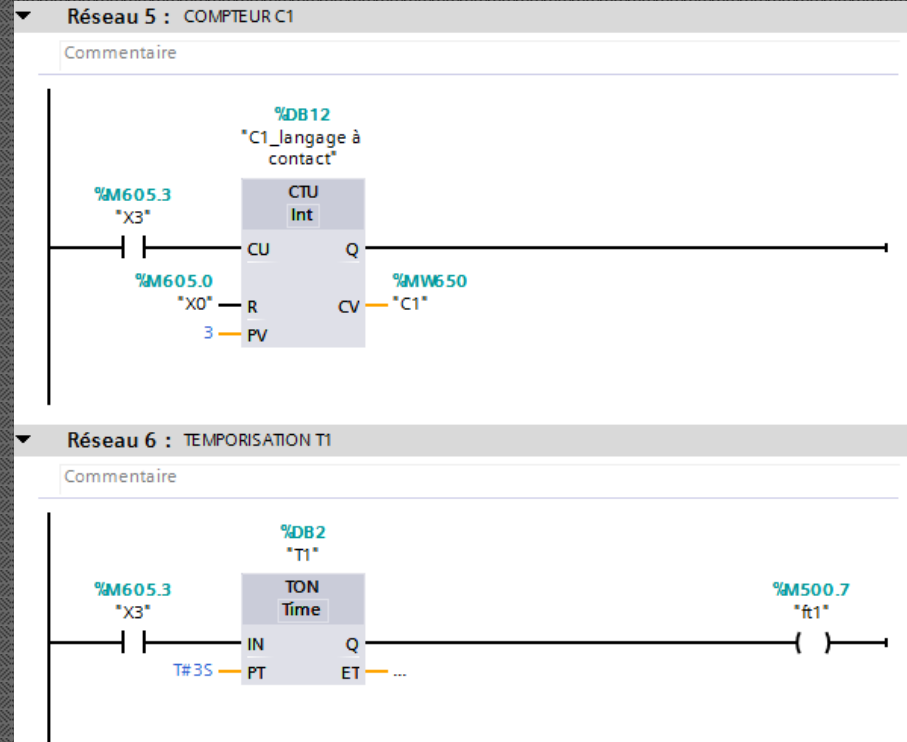 Réseau 5 : COMPTEUR C1
Commentaire
%DB12
"C1_langage à
contact"
CTU
Int
%M605.3
"X3"
CU Q
%M605.0
"X0"
R
CV
%MW650
"C1"
3
PV
Réseau 6 : TEMPORISATION T1
Commentaire
%DB2
"T1"
TON
Time
%M605.3
"X3"
%M500.7
"ft1"
IN Q
T#3S PT ET ...